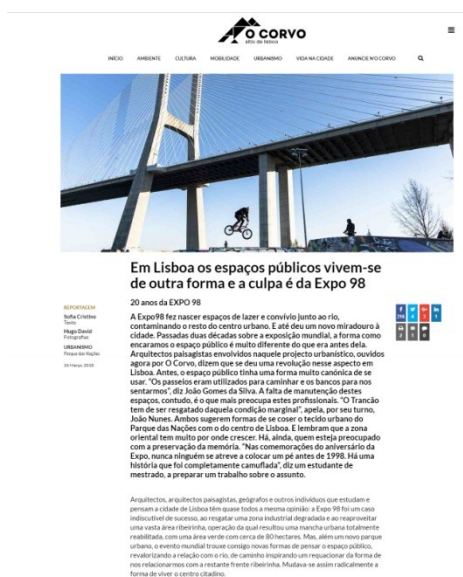 O CORVO
sítio de lisboa
INÍCIO AMBIENTE CULTURA MOBILIDADE URBANISMO VIDA NA CIDADE ANUNCIE N'O CORVO
Em Lisboa os espaços públicos vivem-se
de outra forma e a culpa é da Expo 98
REPORTAGEM
Sofia Cristino
Texto
Hugo David
Fotografias
URBANISMO
Parque das Nações
20 anos da EXPO 98
A Expo98 fez nascer espaços de lazer e convívio junto ao rio,
contaminando o resto do centro urbano. E até deu um novo miradouro à
cidade. Passadas duas décadas sobre a exposição mundial, a forma como
encaramos o espaço público é muito diferente do que era antes dela.
Arquitectos paisagistas envolvidos naquele projecto urbanístico, ouvidos
agora por O Corvo, dizem que se deu uma revolução nesse aspecto em
Lisboa. Antes, o espaço público tinha uma forma muito canónica de se
usar. "Os passeios eram utilizados para caminhar e os bancos para nos
sentarmos", diz João Gomes da Silva. A falta de manutenção destes
espaços, contudo, é o que mais preocupa estes profissionais. "O Trancão
tem de ser resgatado daquela condição marginal", apela, por seu turno,
João Nunes. Ambos sugerem formas de se coser o tecido urbano do
Parque das Nações com o do centro de Lisboa. E lembram que a zona
oriental tem muito por onde crescer. Há, ainda, quem esteja preocupado
com a preservação da memória. "Nas comemorações do aniversário da
Expo, nunca ninguém se atreve a colocar um pé antes de 1998. Há uma
história que foi completamente camuflada", diz um estudante de
mestrado, a preparar um trabalho sobre o assunto.
Arquitectos, arquitectos paisagistas, geógrafos e outros indivíduos que estudam e
pensam a cidade de Lisboa têm quase todos a mesma opinião: a Expo 98 foi um caso
indiscutível de sucesso, ao resgatar uma zona industrial degradada e ao reaproveitar
uma vasta área ribeirinha, operação da qual resultou uma mancha urbana totalmente
reabilitada, com uma área verde com cerca de 80 hectares. Mas, além um novo parque
urbano, o evento mundial trouxe consigo novas formas de pensar o espaço público,
revalorizando a relação com o rio, de caminho inspirando um requacionar da forma de
nos relacionarmos com a restante frente ribeirinha. Mudava-se assim radicalmente a
forma de viver o centro citadino.